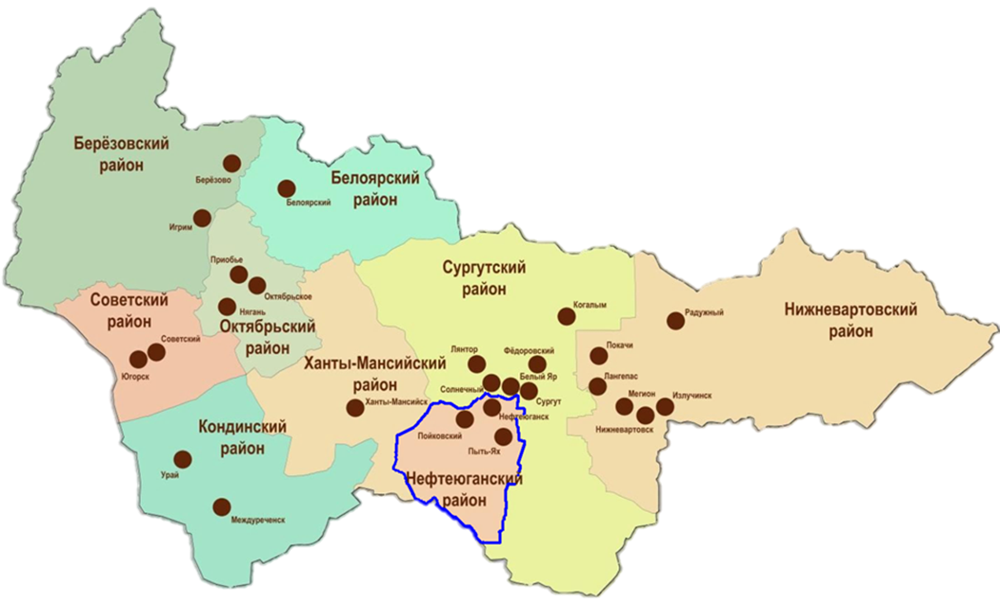 Берёзовский
район
Берёзово
Игрим
Белоярский
район
Белоярский
Приобье
Октябрьское
Нягань
Октябрьский
район
Советский
район
Советский
Югорск
Сургутский
район
Когалым
Лянтор
Фёдоровский
Солнечный
Белый Яр
Сургут
Нижневартовский
район
Радужный
Покачи
Лангепас
Мегион
Излучинск
Нижневартовск
Ханты-Мансийский
район
Ханты-Мансийск
Кондинский
район
Урай
Междуреченск
Нефтеюганск
Пойковский
Пыть-Ях
Нефтеюганский
район